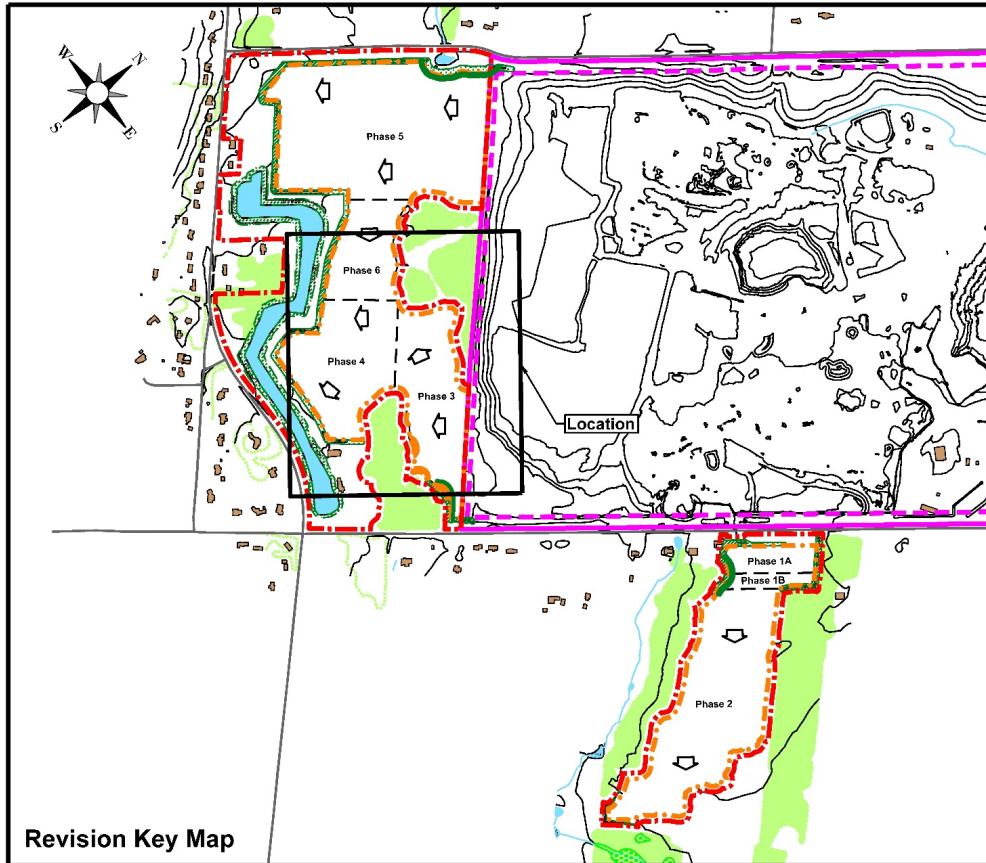 N
W
S
E
Phase 5
Phase 6
Phase 4
Phase 3
Location
Phase 1A
Phase 1B
Phase 2
Revision Key Map